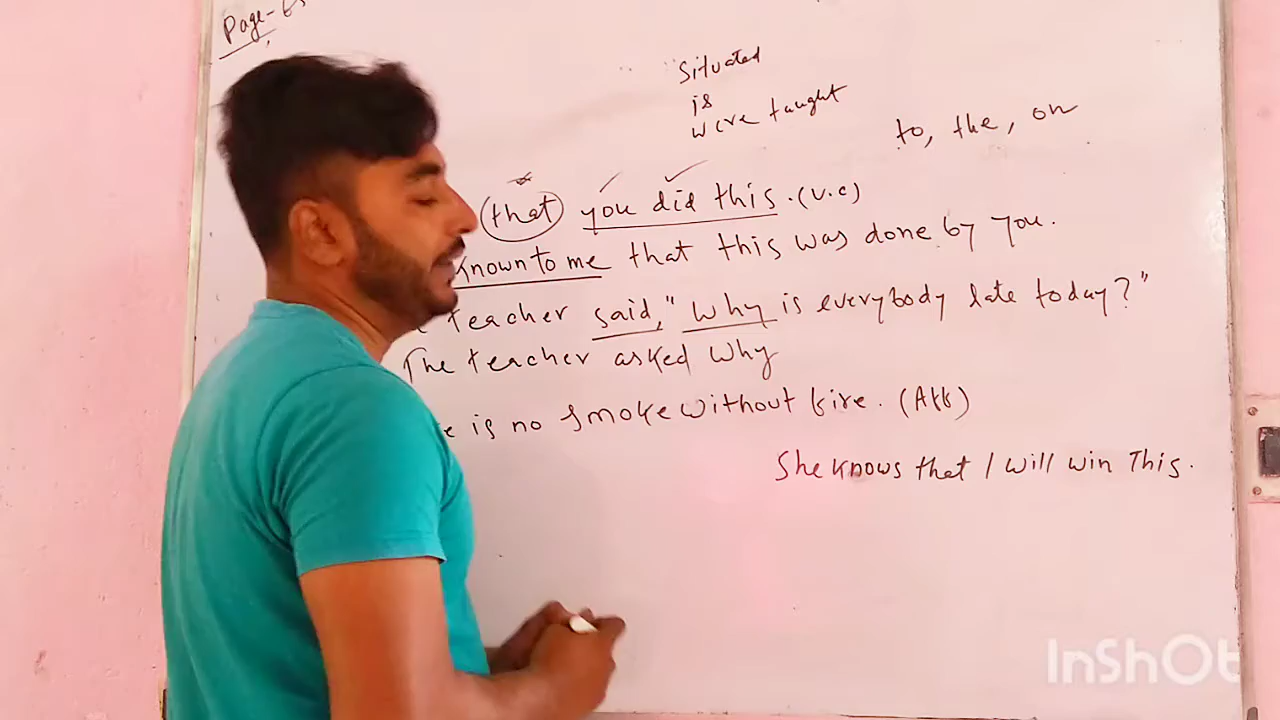 Page-
Situated
is
were taught
to, the, on
that you did this. (v.c)
known to me that this was done by you.
teacher said, "Why is everybody late today?"
The teacher asked why
is no smoke without fire. (Aff)
She knows that I will win This.
InShOt